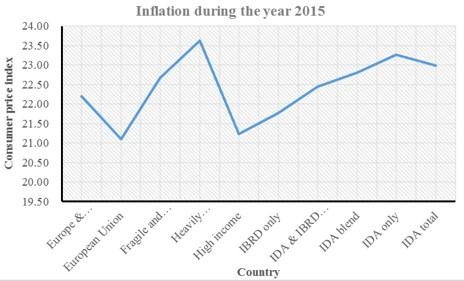 Inflation during the year 2015
Consumer price index
24.00
23.50
23.00
22.50
22.00
21.50
21.00
20.50
20.00
19.50
Europe &...
European Union
Fragile and...
Heavily...
High income
IBRD only
IDA & IBRD...
IDA blend
IDA only
IDA total
Country